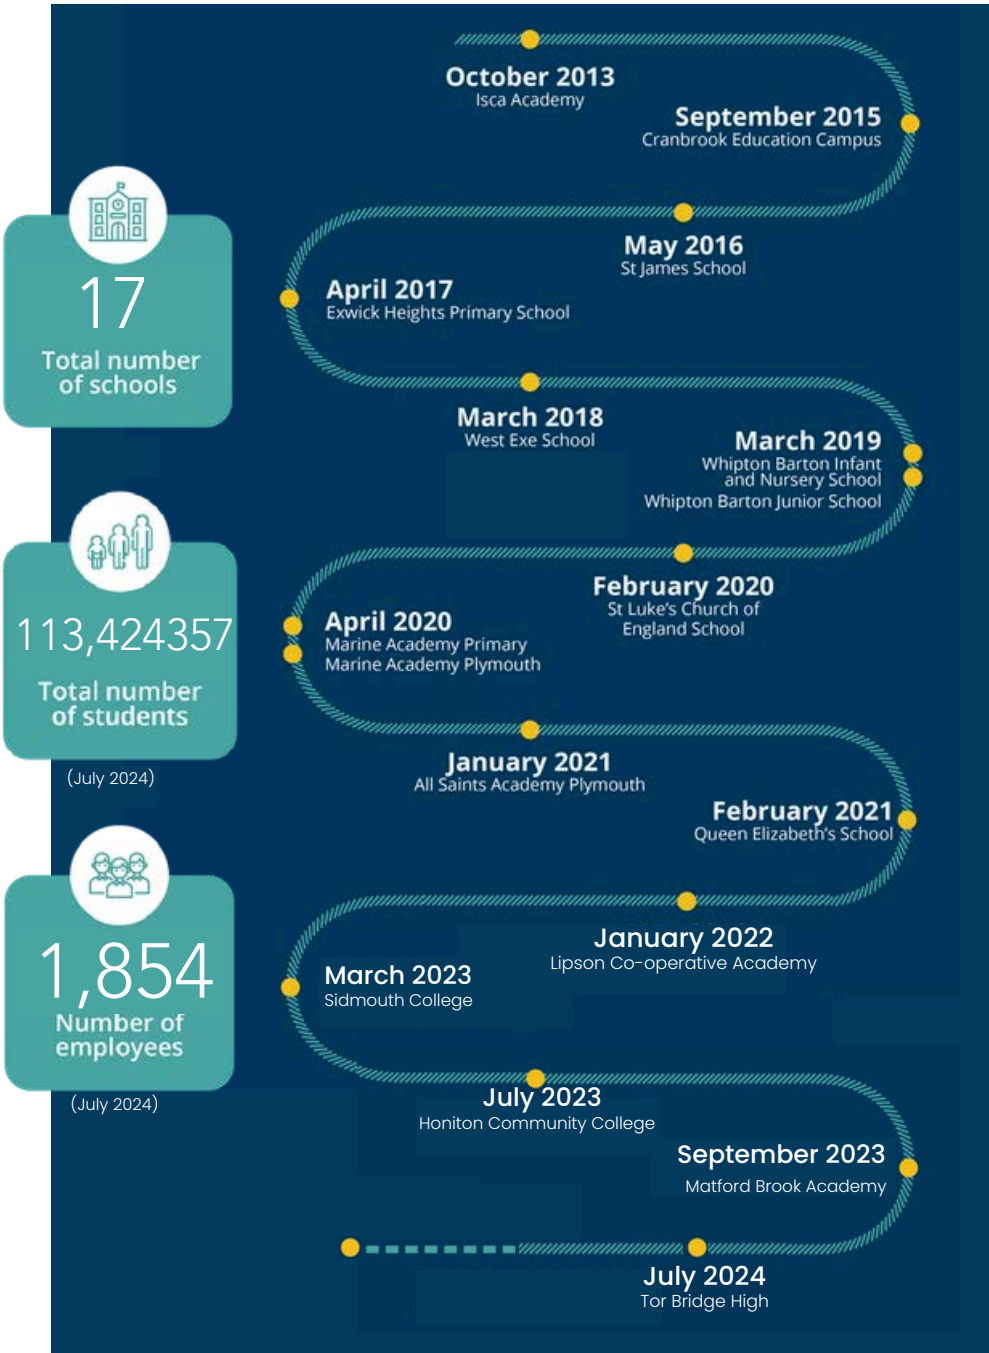 October 2013
Isca Academy
September 2015
Cranbrook Education Campus
May 2016
St James School
April 2017
Exwick Heights Primary School
March 2018
West Exe School
March 2019
Whipton Barton Infant
and Nursery School
Whipton Barton Junior School
February 2020
St Luke's Church of
England School
April 2020
Marine Academy Primary
Marine Academy Plymouth
January 2021
All Saints Academy Plymouth
February 2021
Queen Elizabeth's School
January 2022
Lipson Co-operative Academy
March 2023
Sidmouth College
July 2023
Honiton Community College
September 2023
Matford Brook Academy
July 2024
Tor Bridge High
17
Total number
of schools
113,424357
Total number
of students
(July 2024)
1,854
Number of
employees
(July 2024)